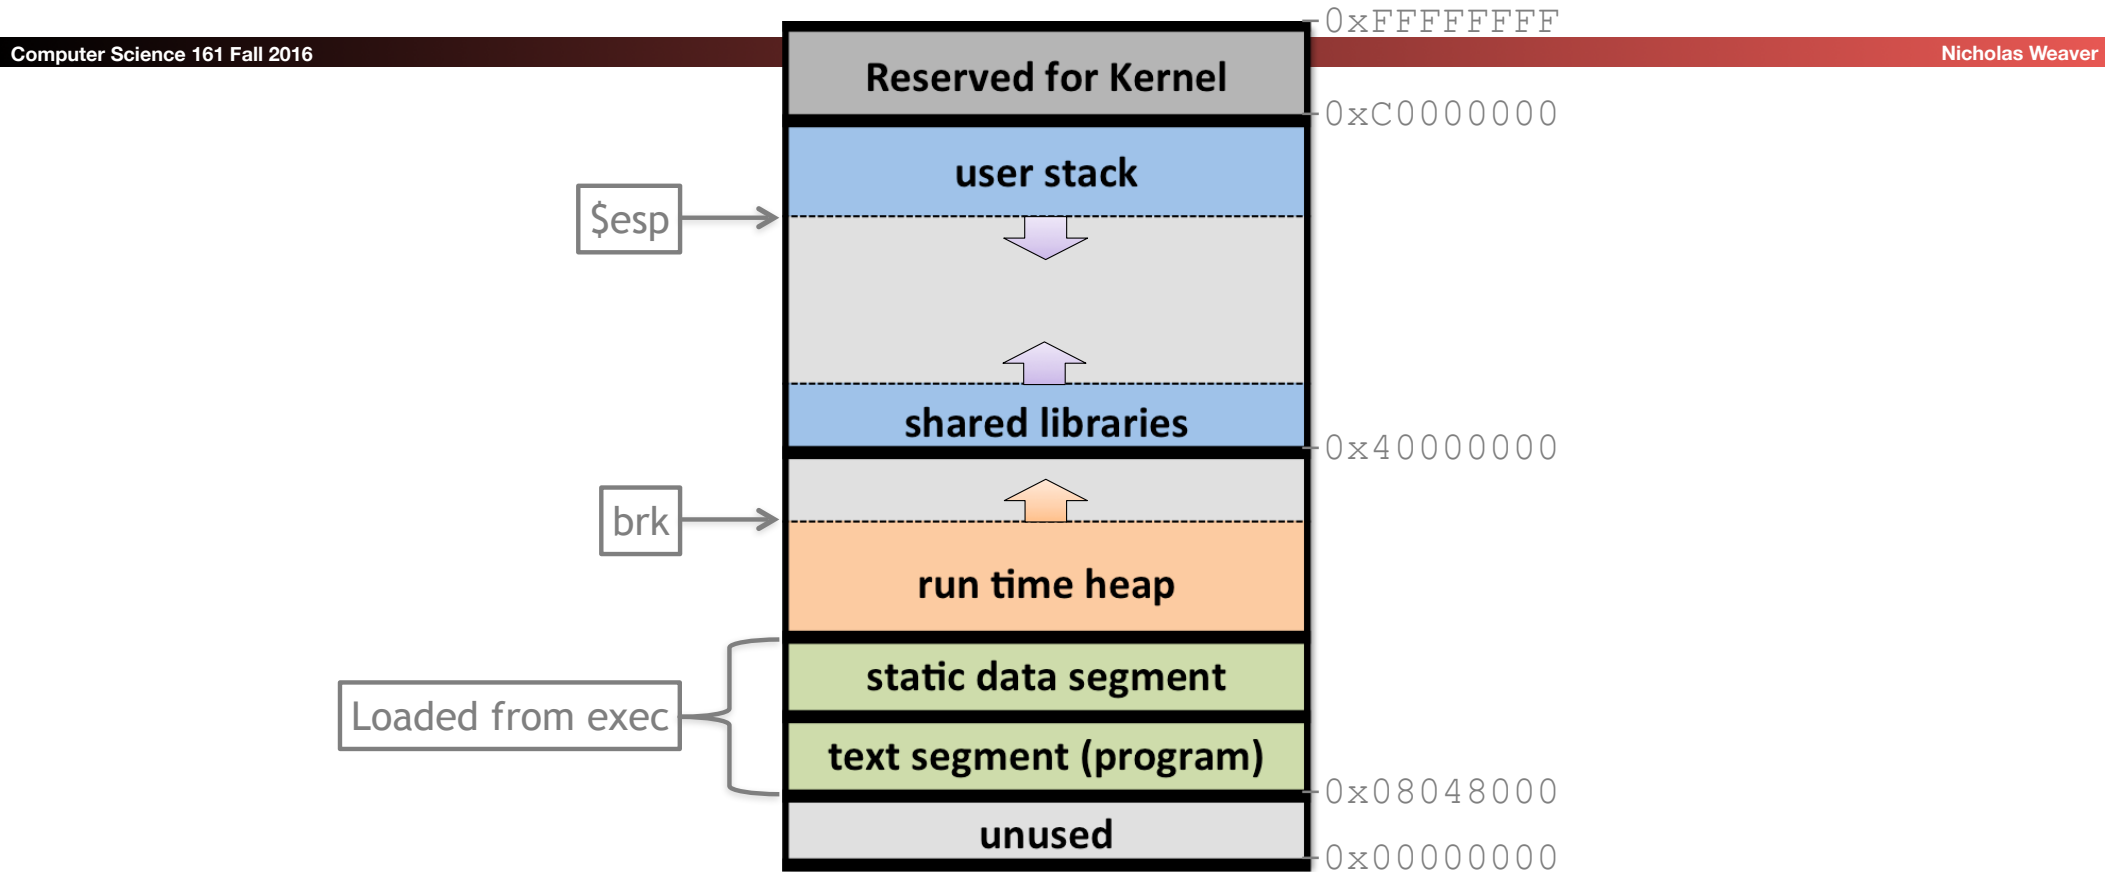 0xFFFFFFFF
Computer Science 161 Fall 2016
Nicholas Weaver
Reserved for Kernel
0xC0000000
user stack
$esp
shared libraries
0x40000000
brk
run time heap
static data segment
Loaded from exec
text segment (program)
0x08048000
unused
0x00000000